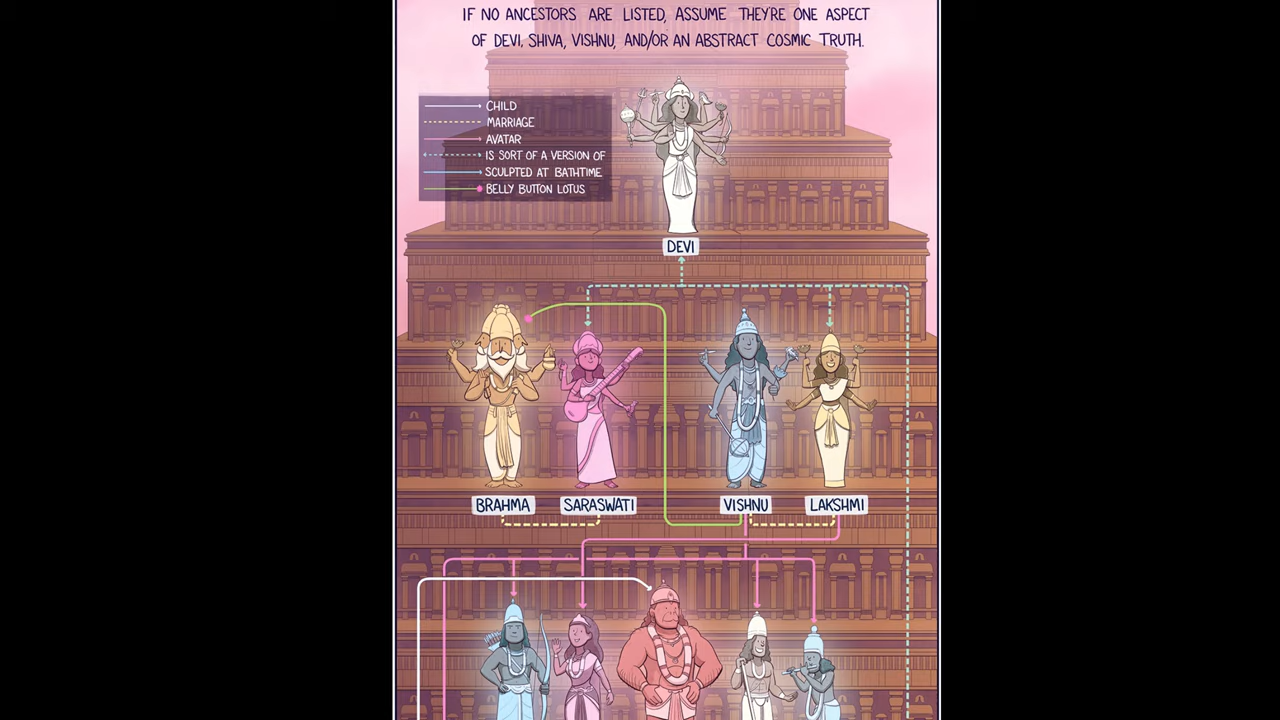 IF NO ANCESTORS ARE LISTED, ASSUME THEY'RE ONE ASPECT
OF DEVI, SHIVA, VISHNU, AND/OR AN ABSTRACT COSMIC TRUTH.
CHILD
MARRIAGE
AVATAR
IS SORT OF A VERSION OF
SCULPTED AT BATHTIME
BELLY BUTTON LOTUS
DEVI
BRAHMA
SARASWATI
VISHNU
LAKSHMI